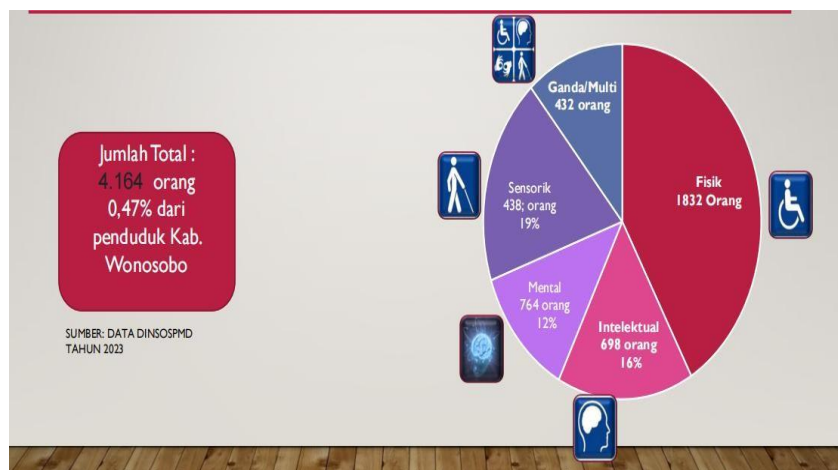 Jumlah Total :
4.164 orang
0,47% dari
penduduk Kab.
Wonosobo
SUMBER: DATA DINSOSPMD
TAHUN 2023
Ganda/Multi
432 orang
Fisik
1832 Orang
Sensorik
438; orang
19%
Mental
764 orang
12%
Intelektual
698 orang
16%